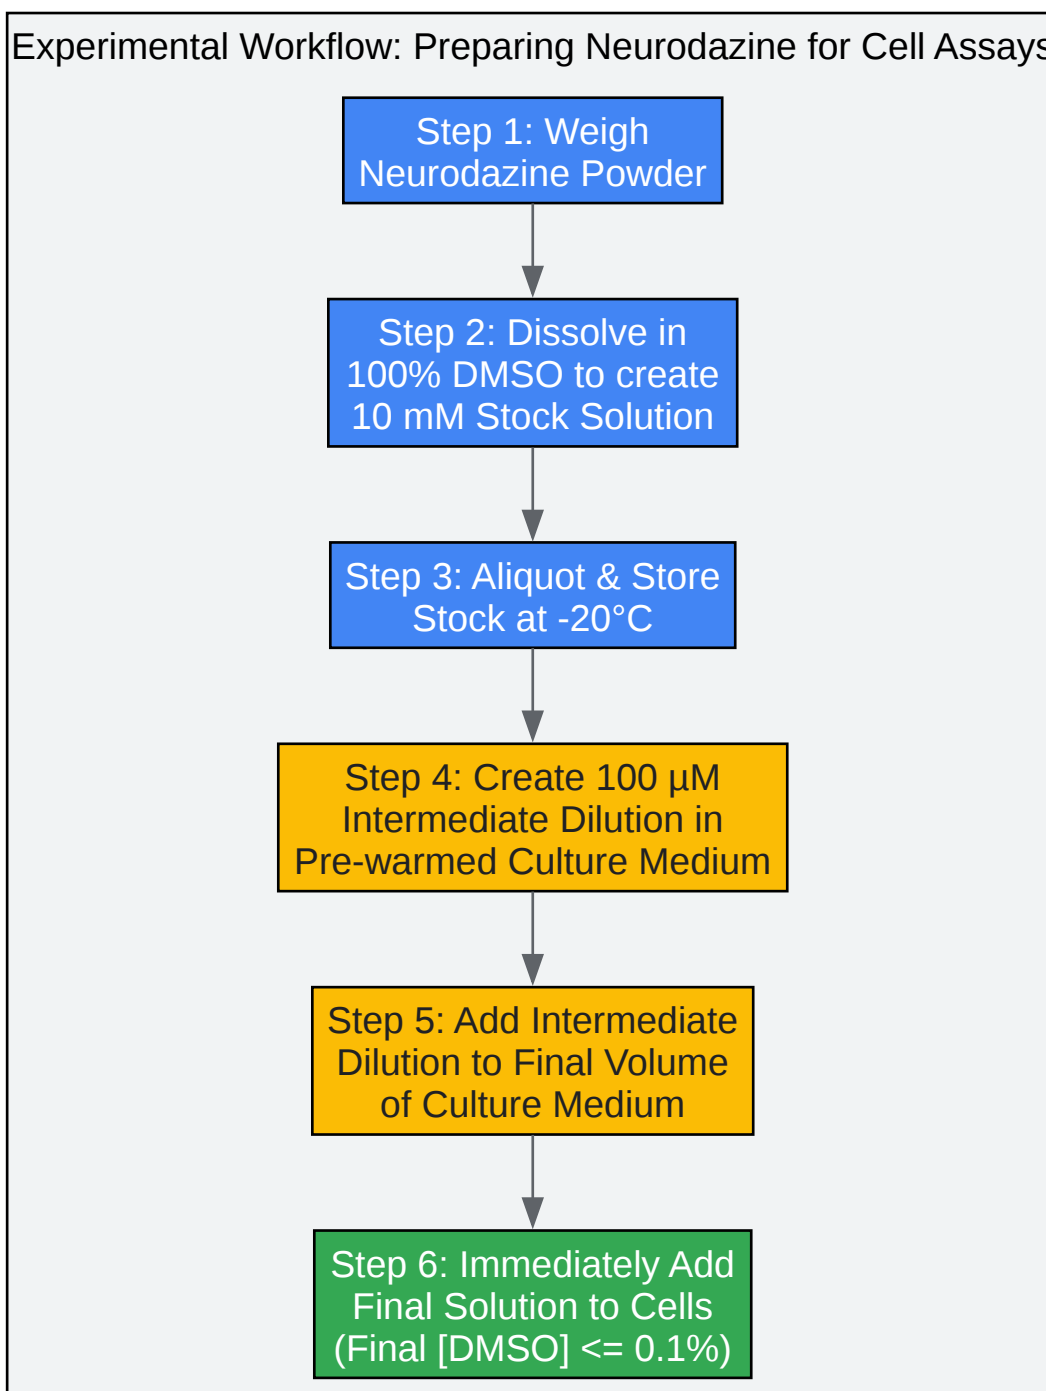 Experimental Workflow: Preparing Neurodazine for Cell Assays
Step 1: Weigh
Neurodazine Powder
Step 2: Dissolve in
100% DMSO to create
10 mM Stock Solution
Step 3: Aliquot & Store
Stock at -20°C
Step 4: Create 100 µM
Intermediate Dilution in
Pre-warmed Culture Medium
Step 5: Add Intermediate
Dilution to Final Volume
of Culture Medium
Step 6: Immediately Add
Final Solution to Cells
(Final [DMSO] <= 0.1%)